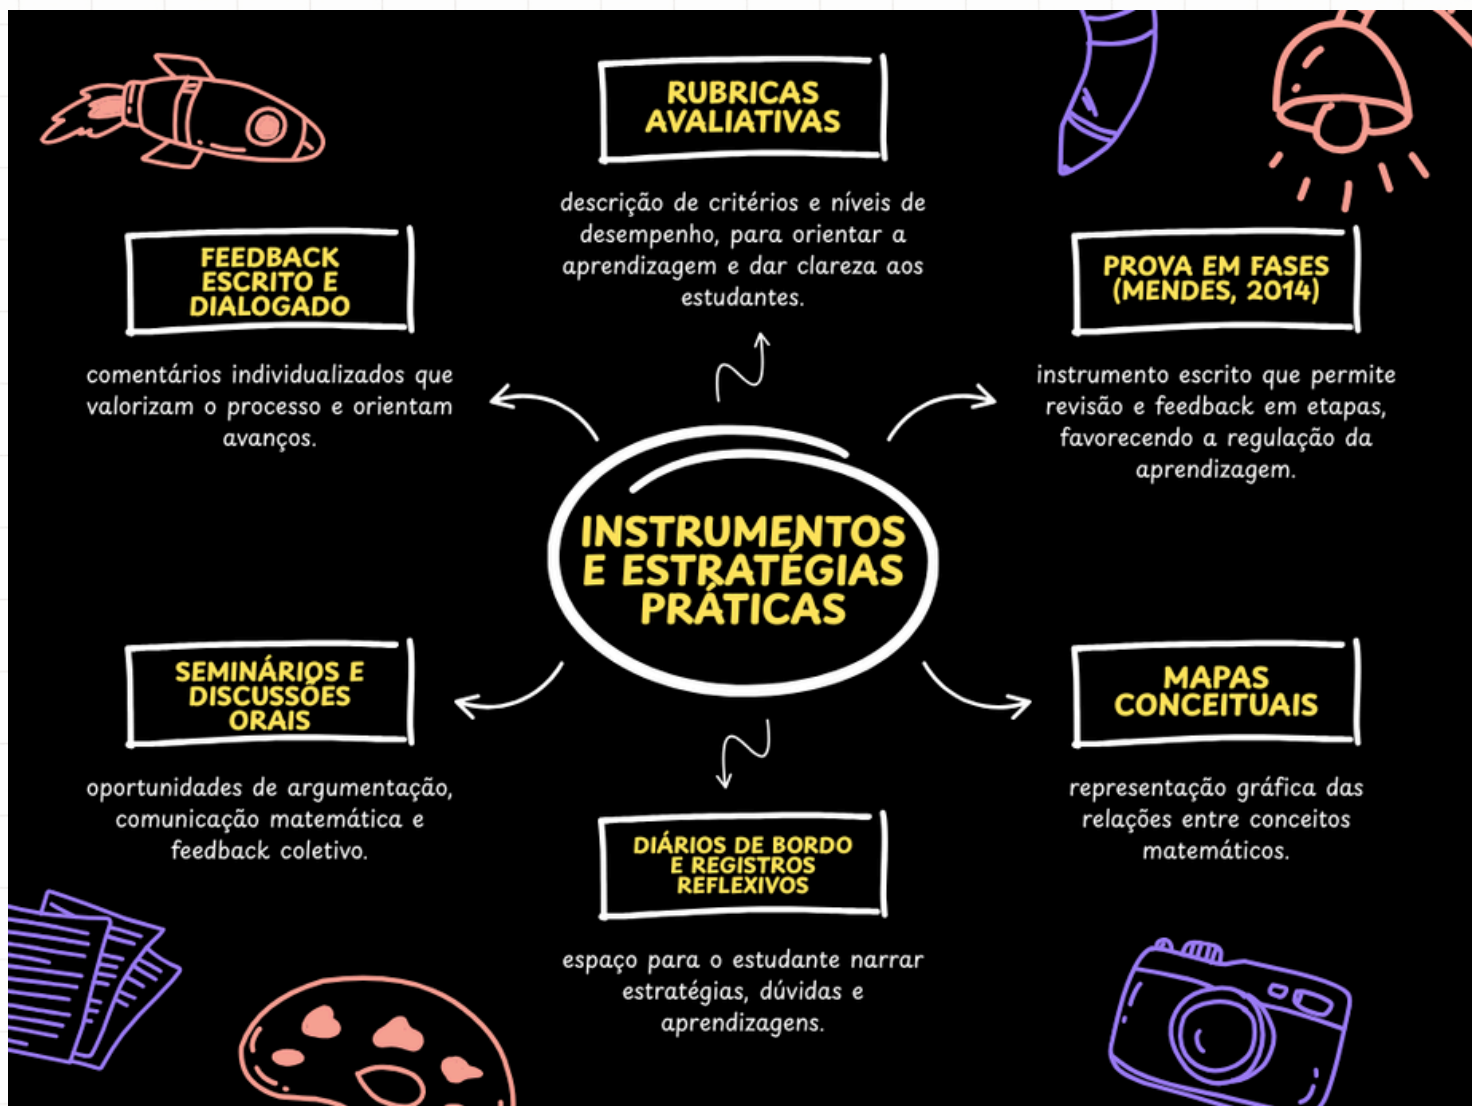 RUBRICAS
AVALIATIVAS
descrição de critérios e níveis de
desempenho, para orientar a
aprendizagem e dar clareza aos
estudantes.
FEEDBACK
ESCRITO E
DIALOGADO
comentários individualizados que
valorizam o processo e orientam
avanços.
PROVA EM FASES
(MENDES, 2014)
instrumento escrito que permite
revisão e feedback em etapas,
favorecendo a regulação da
aprendizagem.
INSTRUMENTOS
E ESTRATÉGIAS
PRÁTICAS
SEMINÁRIOS E
DISCUSSÕES
ORAIS
oportunidades de argumentação,
comunicação matemática e
feedback coletivo.
MAPAS
CONCEITUAIS
representação gráfica das
relações entre conceitos
matemáticos.
DIÁRIOS DE BORDO
E REGISTROS
REFLEXIVOS
espaço para o estudante narrar
estratégias, dúvidas e
aprendizagens.